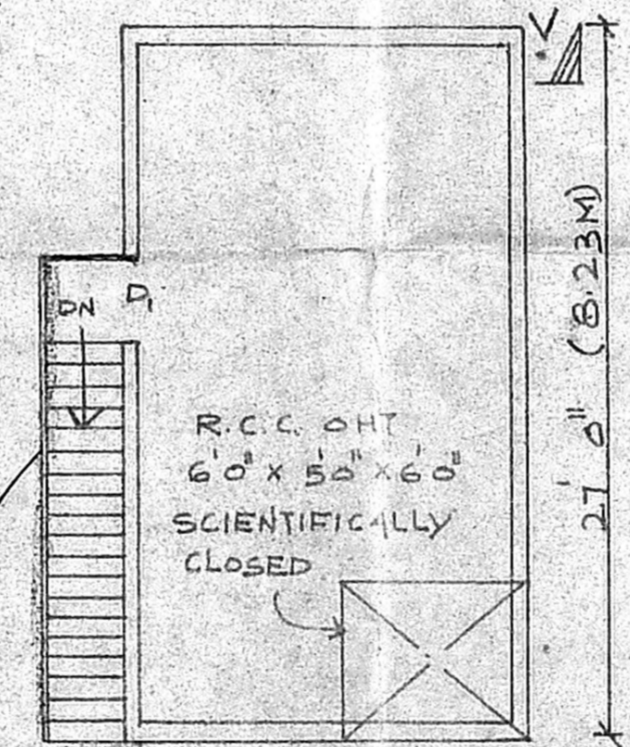 V
DN D1
R.C.C. OHT
6'0" X 5'0" X 6'0"
SCIENTIFICALLY
CLOSED
27'0" (8.23M)